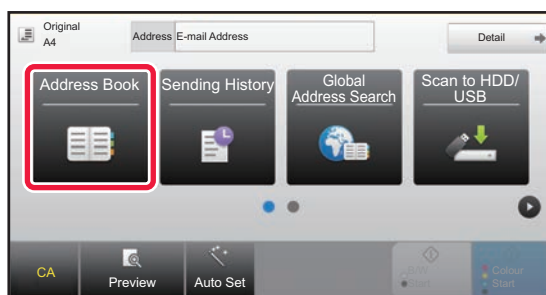 Original
A4
Address E-mail Address
Detail
Address Book
Sending History
Global
Address Search
Scan to HDD/
USB
CA
Preview
Auto Set
B/W
Start
Colour
Start